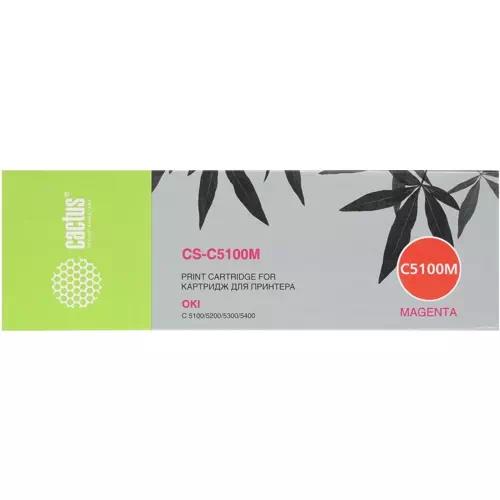 cactus®
CS-C5100M
PRINT CARTRIDGE FOR
КАРТРИДЖ ДЛЯ ПРИНТЕРА
OKI
C 5100/5200/5300/5400
C5100M
MAGENTA